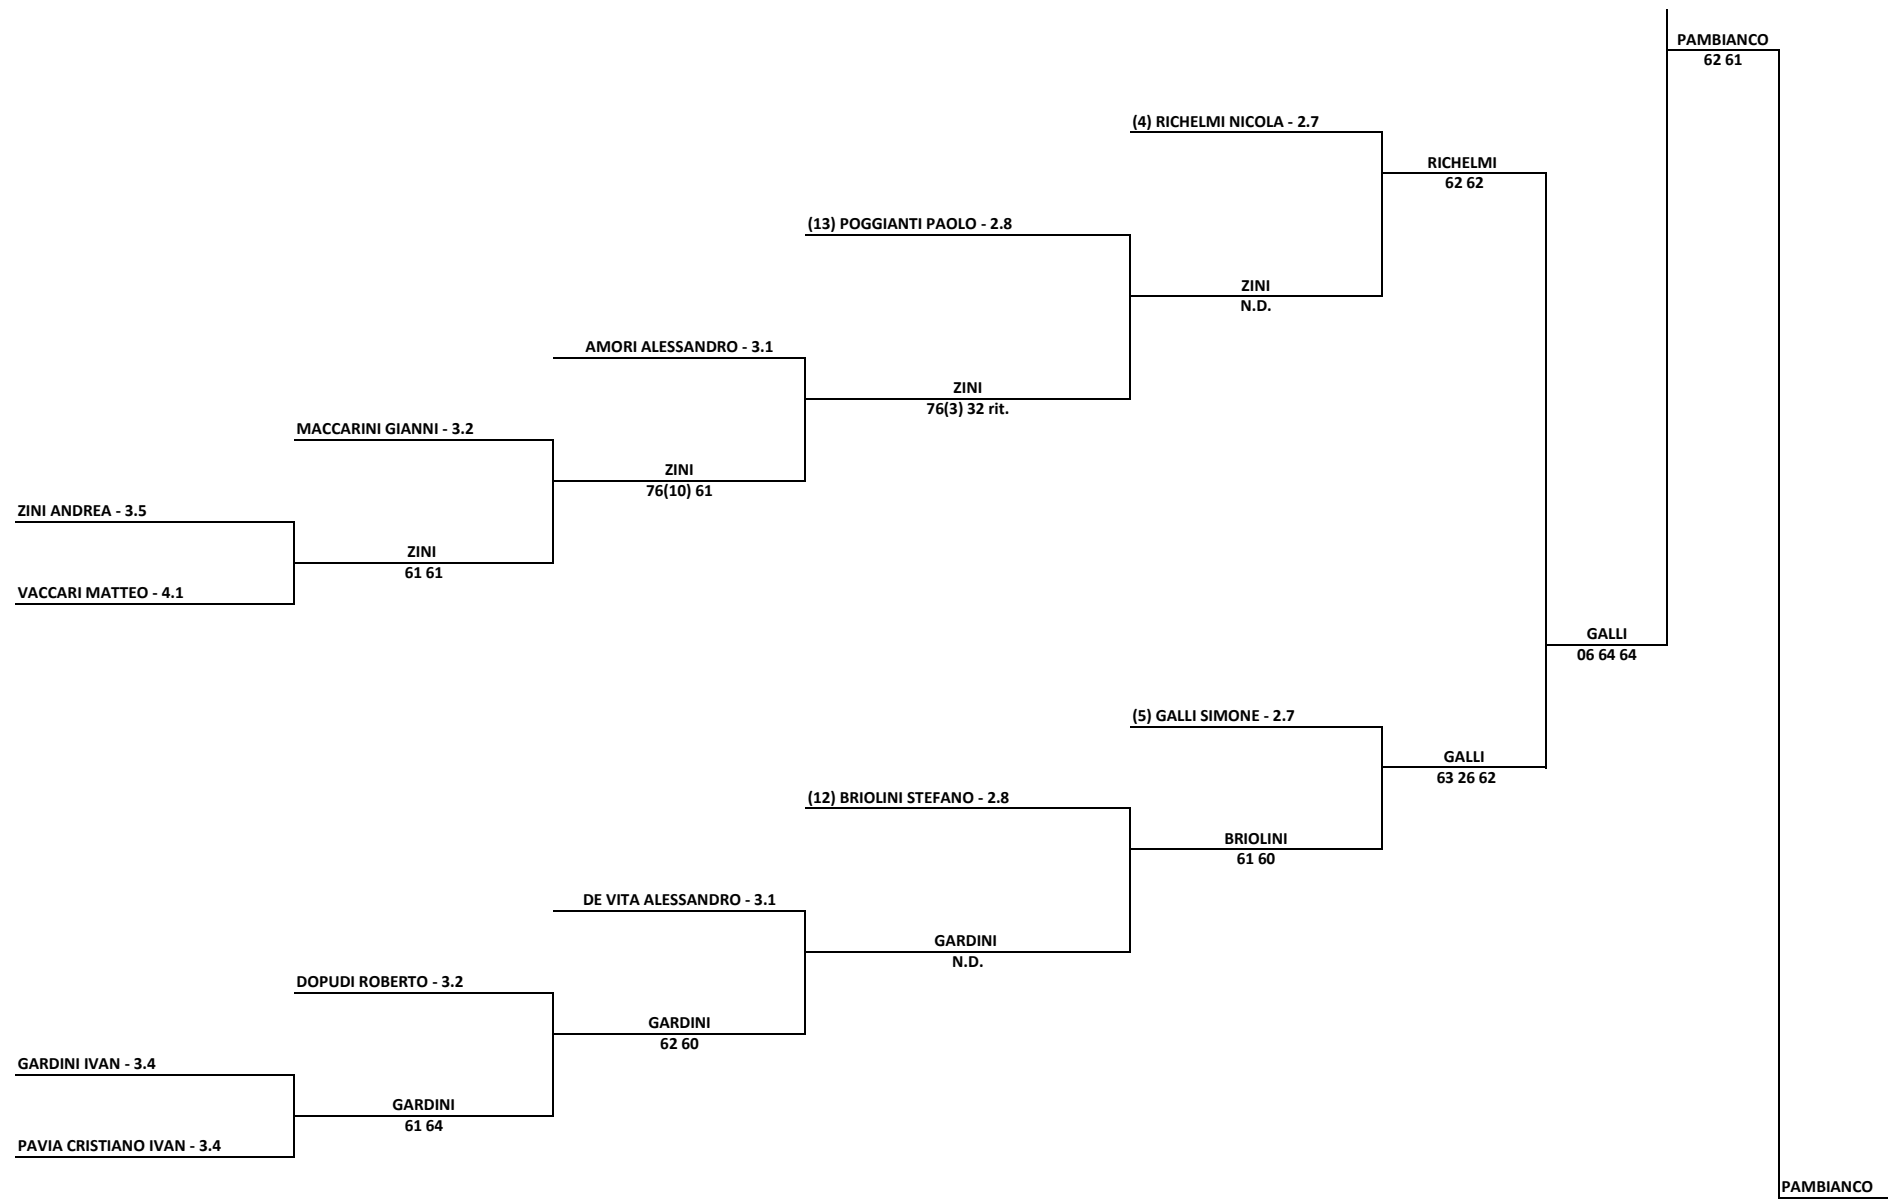 PAMBIANCO
62 61
(4) RICHELMI NICOLA - 2.7
RICHELMI
62 62
(13) POGGIANTI PAOLO - 2.8
ZINI
N.D.
AMORI ALESSANDRO - 3.1
ZINI
76(3) 32 rit.
MACCARINI GIANNI - 3.2
ZINI
76(10) 61
ZINI ANDREA - 3.5
ZINI
61 61
VACCARI MATTEO - 4.1
GALLI
06 64 64
(5) GALLI SIMONE - 2.7
GALLI
63 26 62
(12) BRIOLINI STEFANO - 2.8
BRIOLINI
61 60
DE VITA ALESSANDRO - 3.1
GARDINI
N.D.
DOPUDI ROBERTO - 3.2
GARDINI
62 60
GARDINI IVAN - 3.4
GARDINI
61 64
PAVIA CRISTIANO IVAN - 3.4
PAMBIANCO